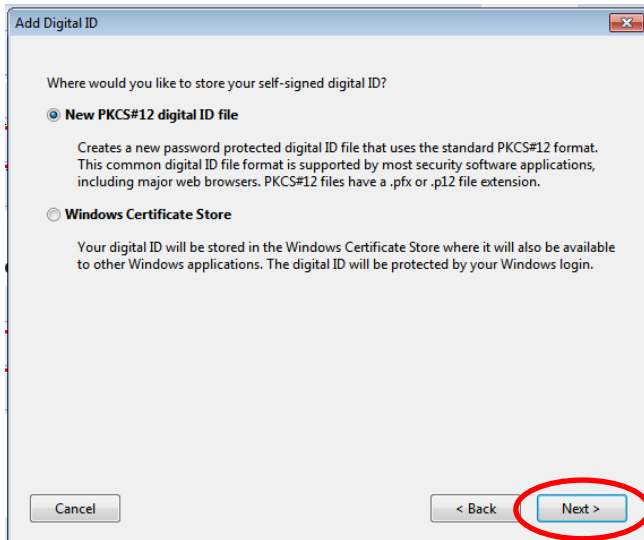 Add Digital ID
Where would you like to store your self-signed digital ID?
New PKCS#12 digital ID file
Creates a new password protected digital ID file that uses the standard PKCS#12 format.
This common digital ID file format is supported by most security software applications,
including major web browsers. PKCS#12 files have a .pfx or .p12 file extension.
Windows Certificate Store
Your digital ID will be stored in the Windows Certificate Store where it will also be available
to other Windows applications. The digital ID will be protected by your Windows login.
Cancel < Back Next >